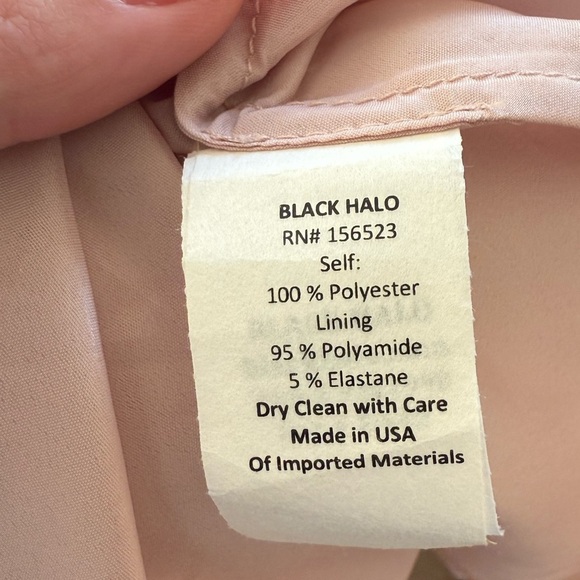 BLACK HALO
RN# 156523
Self:
100 % Polyester
Lining
95 % Polyamide
5 % Elastane
Dry Clean with Care
Made in USA
Of Imported Materials